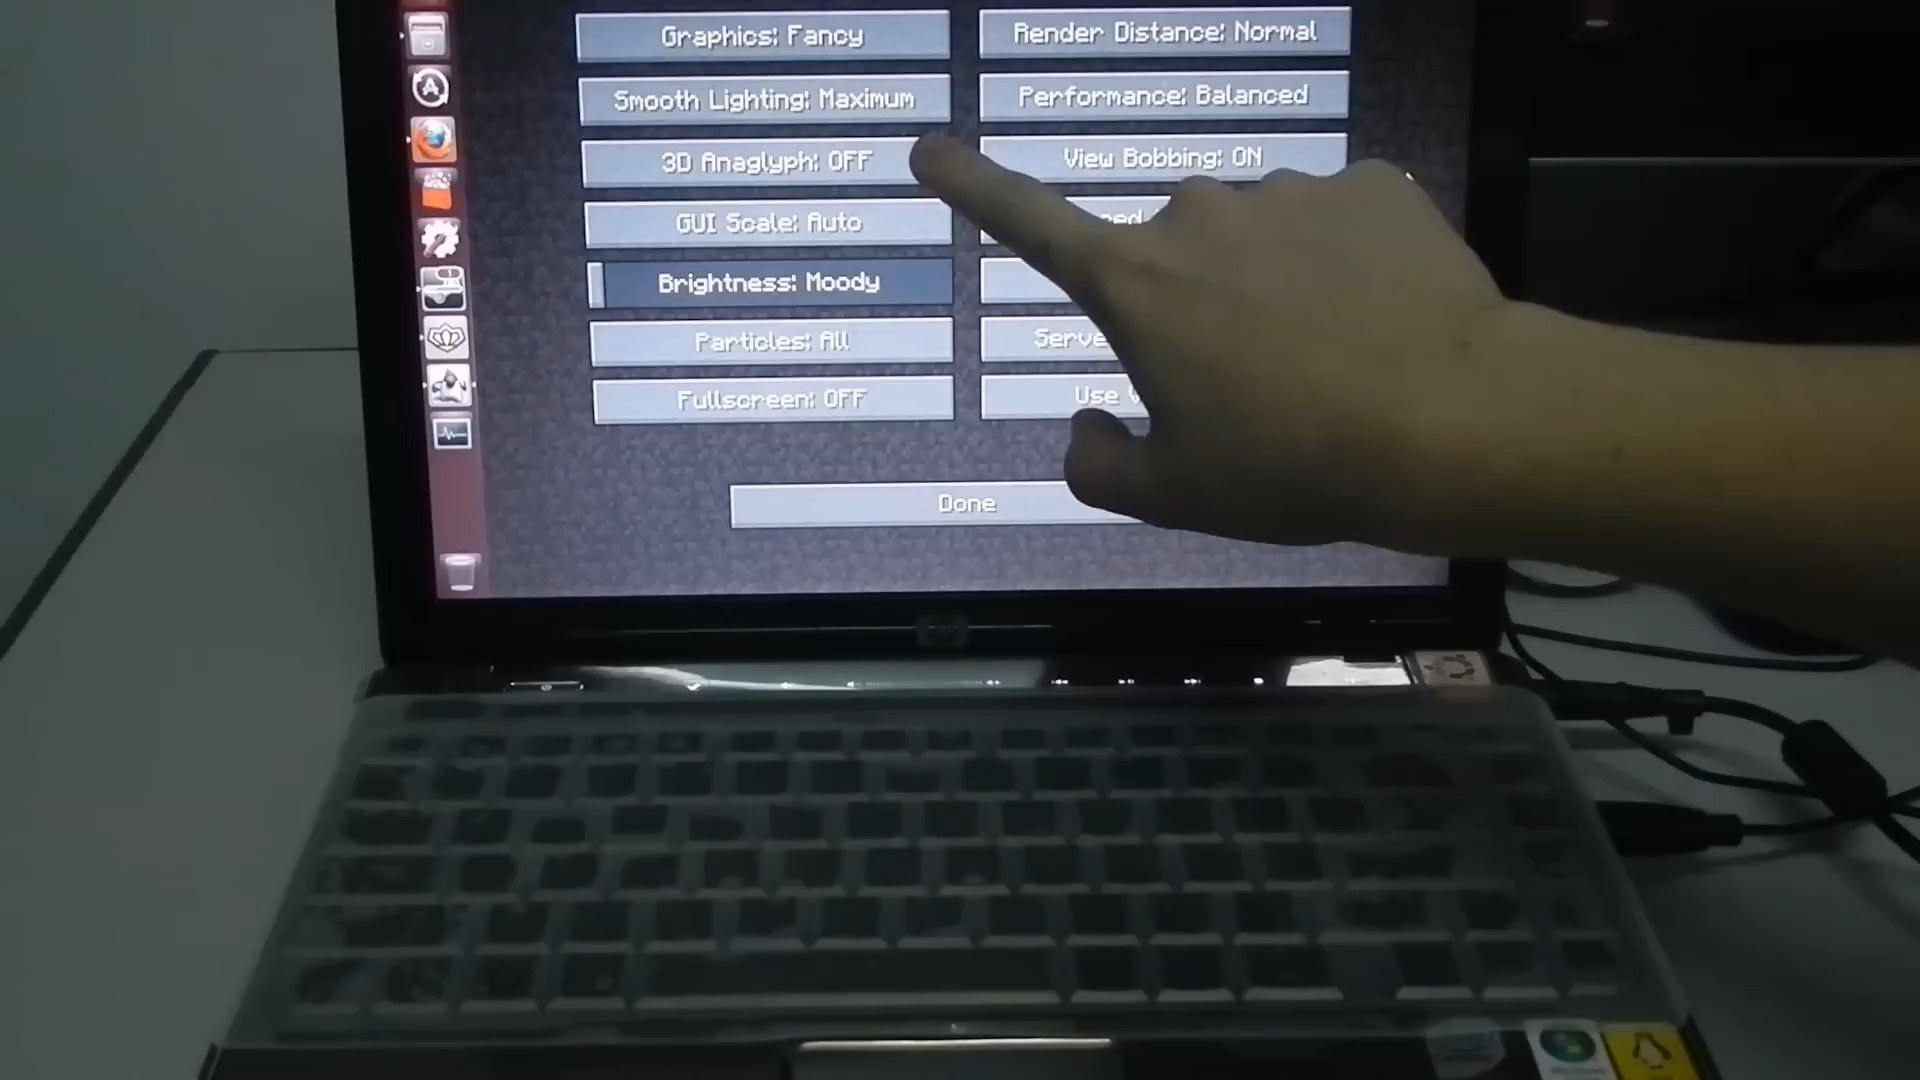 Graphics: Fancy
Render Distance: Normal
Smooth Lighting: Maximum
Performance: Balanced
3D Anaglyph: OFF
View Bobbing: ON
GUI Scale: Auto
Brightness: Moody
Particles: All
Fullscreen: OFF
Use
Done